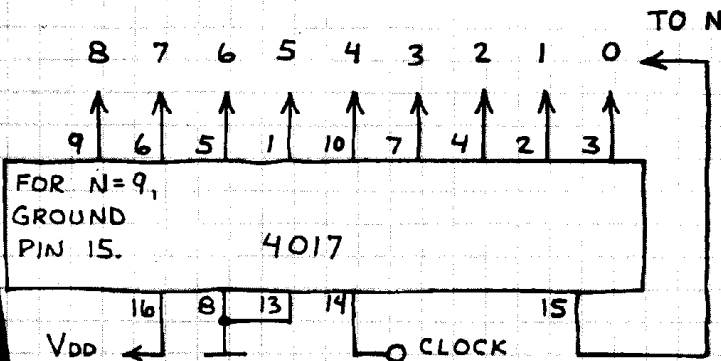 TO N
8 7 6 5 4 3 2 1 0
9 6 5 1 10 7 4 2 3
FOR N=9,
GROUND
PIN 15.
4017
16 8 13 14 15
VDD
CLOCK